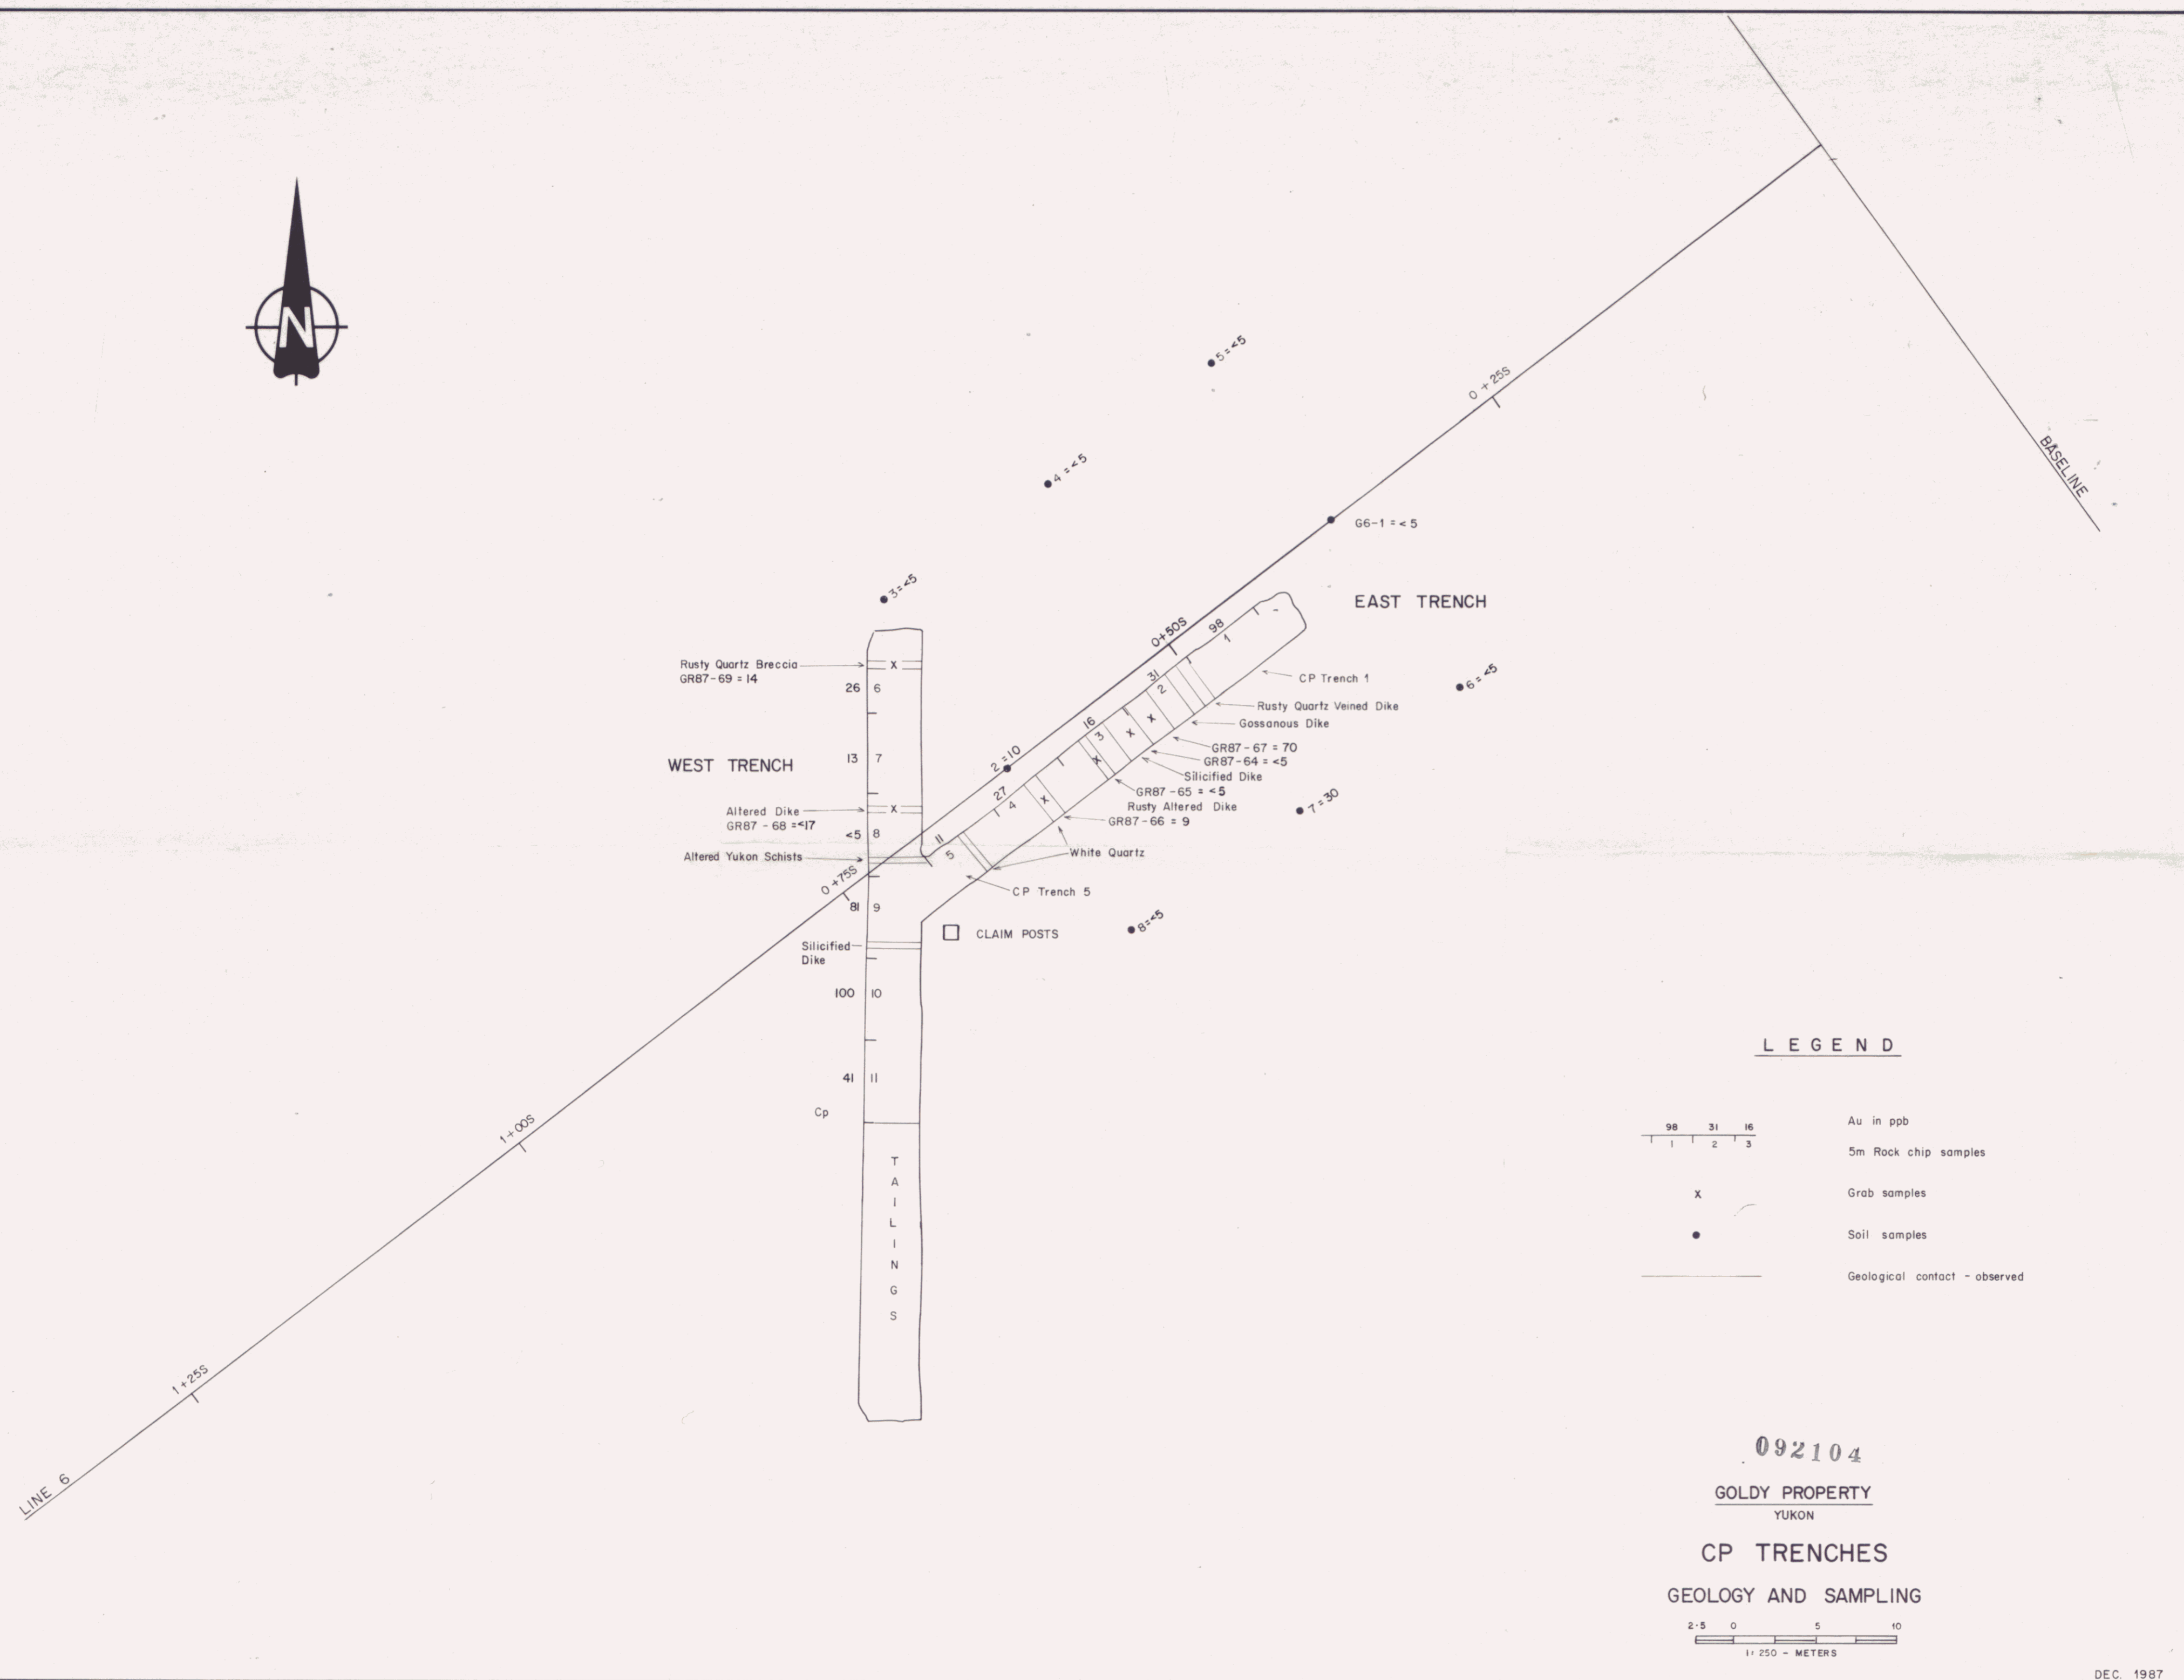 N
BASELINE
0 + 25S
5 = <5
4 = <5
G6-1 = < 5
3 = <5
EAST TRENCH
0+50S
98
1
CP Trench 1
6 = <5
31
2
Rusty Quartz Veined Dike
Gossanous Dike
16
3
GR87-67 = 70
GR87-64 = <5
Silicified Dike
GR87-65 = <5
Rusty Altered Dike
GR87-66 = 9
7 = 30
2 = 10
27
4
White Quartz
11
5
CP Trench 5
8 = <5
CLAIM POSTS
Rusty Quartz Breccia
GR87-69 = 14
X
26 6
WEST TRENCH
13 7
Altered Dike
GR87 - 68 = <17
X
<5 8
Altered Yukon Schists
0 +75S
81 9
Silicified
Dike
100 10
41 11
Cp
TAILINGS
1+00S
1+25S
LINE 6
LEGEND
98 31 16
1 2 3
Au in ppb
5m Rock chip samples
x Grab samples
Soil samples
Geological contact - observed
092104
GOLDY PROPERTY
YUKON
CP TRENCHES
GEOLOGY AND SAMPLING
2·5 0 5 10
1: 250 - METERS
DEC. 1987